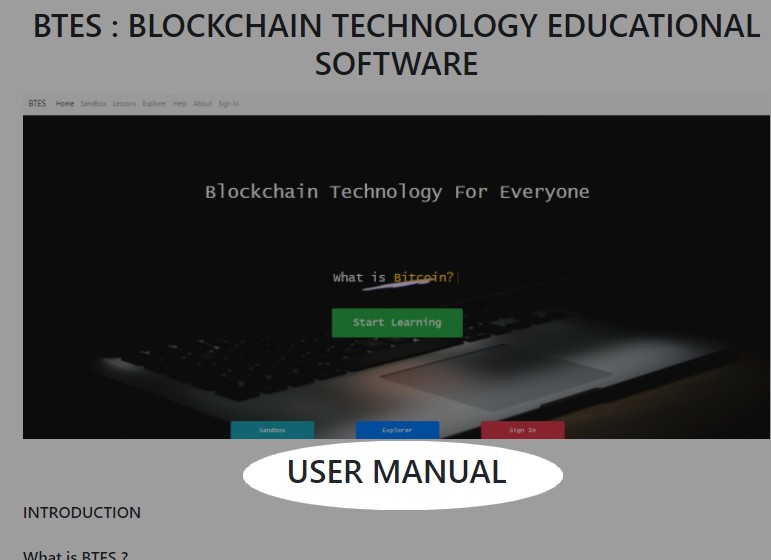 BTES : BLOCKCHAIN TECHNOLOGY EDUCATIONAL
SOFTWARE
BTES Home Sandbox Lessons Explorer Help About Sign In
Blockchain Technology For Everyone
What is Bitcoin?
Start Learning
Sandbox Explorer Sign In
USER MANUAL
INTRODUCTION
What is BTES ?